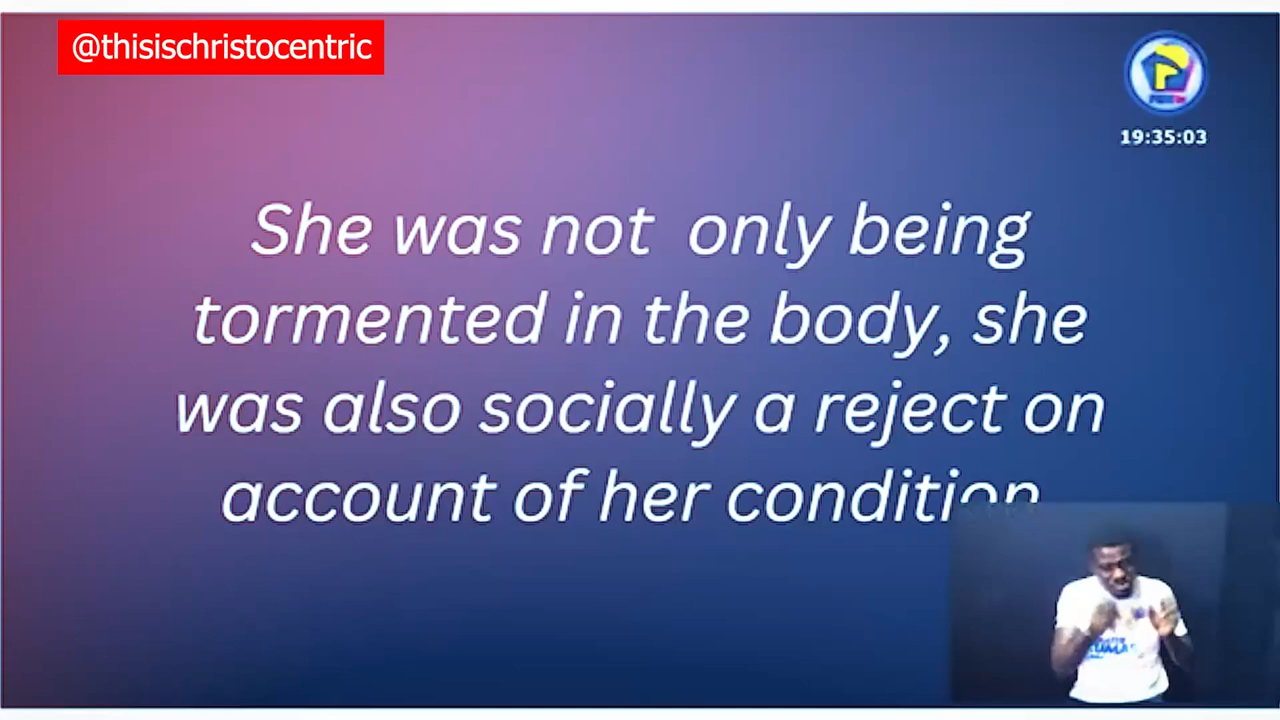 @thisischristocentric
19:35:03
She was not only being
tormented in the body, she
was also socially a reject on
account of her condition